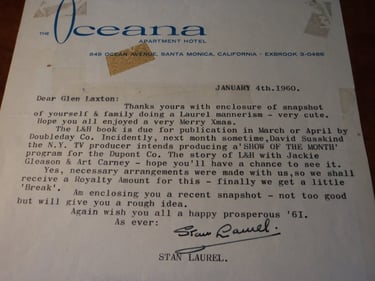 THE Oceana
APARTMENT HOTEL
849 OCEAN AVENUE, SANTA MONICA, CALIFORNIA - EXBROOK 3-0486
JANUARY 4th.1960.
Dear Glen Laxton:
Thanks yours with enclosure of snapshot
of yourself & family doing a Laurel mannerism - very cute.
Hope you all enjoyed a very Merry Xmas.
The L&H book is due for publication in March or April by
Doubleday Co. Incidently, next month sometime, David Susskind
the N.Y. TV producer intends producing a'SHOW OF THE MONTH'
program for the Dupont Co. The story of L&H with Jackie
Gleason & Art Carney - hope you'll have a chance to see it.
Yes, necessary arrangements were made with us,so we shall
receive a Royalty Amount for this - finally we get a little
'Break'.
Am enclosing you a recent snapshot - not too good
but will give you a rough idea.
Again wish you all a happy prosperous '61.
As ever:
Stan Laurel.
STAN LAUREL.